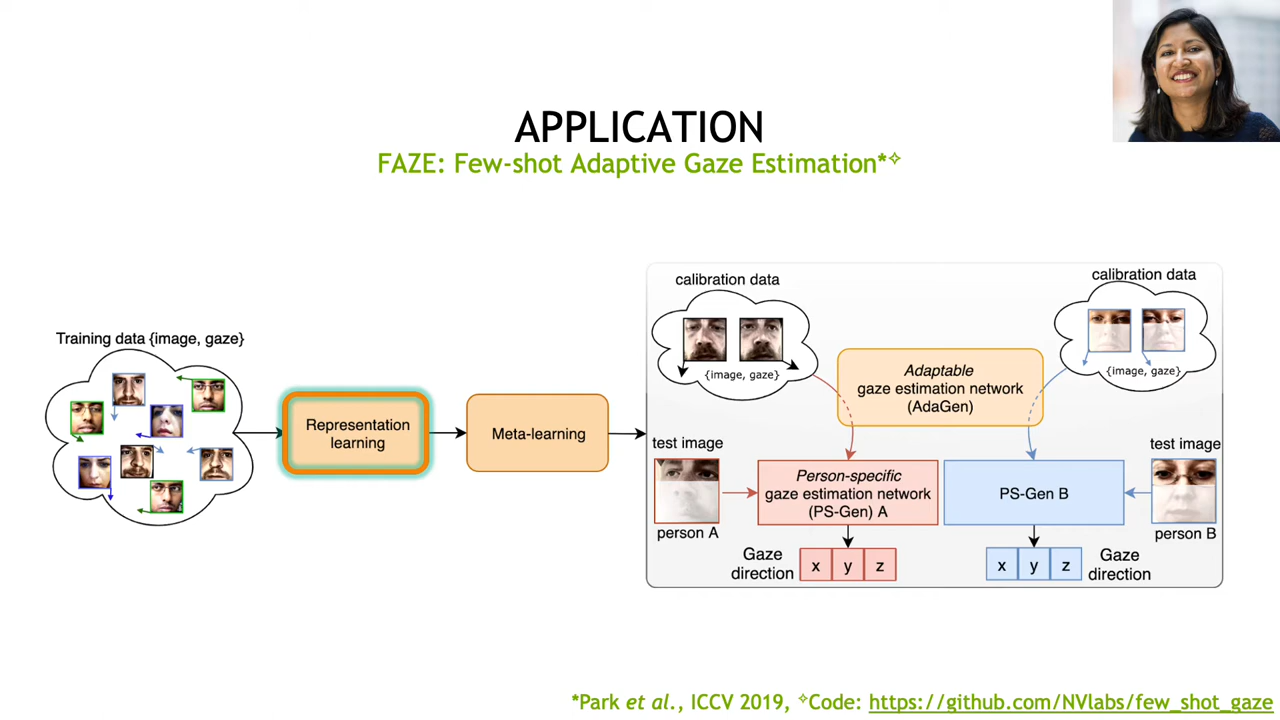 APPLICATION
FAZE: Few-shot Adaptive Gaze Estimation*✧
Training data {image, gaze}
Representation
learning
Meta-learning
calibration data
{image, gaze}
calibration data
{image, gaze}
Adaptable
gaze estimation network
(AdaGen)
test image
person A
Person-specific
gaze estimation network
(PS-Gen) A
PS-Gen B
test image
person B
Gaze
direction
x y z
x y z
Gaze
direction
*Park et al., ICCV 2019, ✧Code: https://github.com/NVlabs/few_shot_gaze